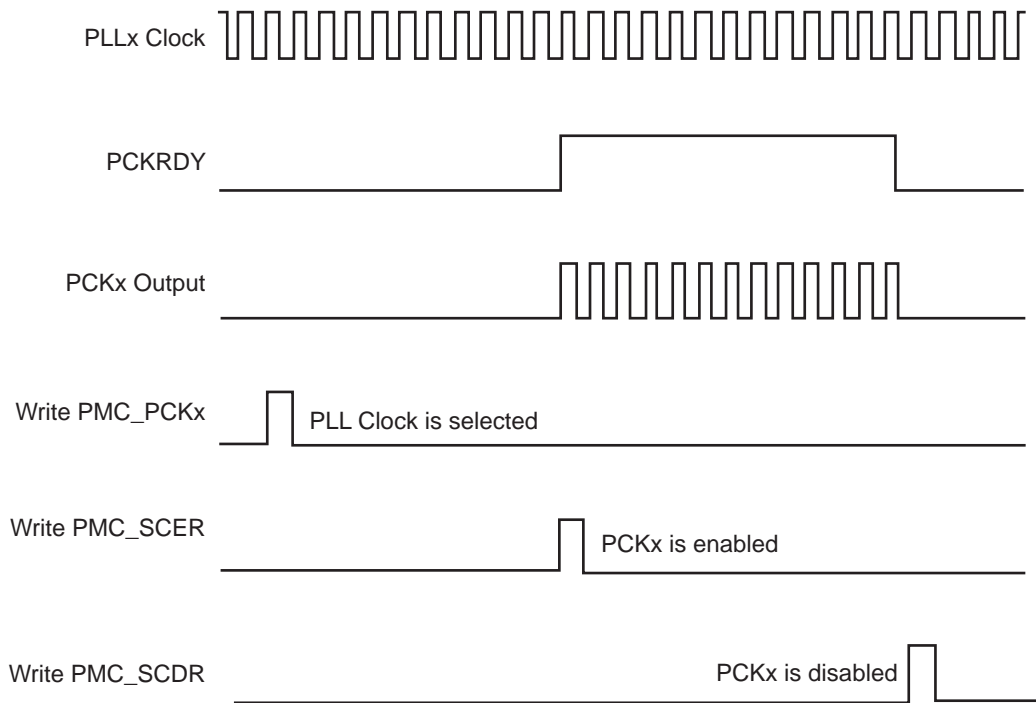 PLLx Clock
PCKRDY
PCKx Output
Write PMC_PCKx
PLL Clock is selected
Write PMC_SCER
PCKx is enabled
Write PMC_SCDR
PCKx is disabled